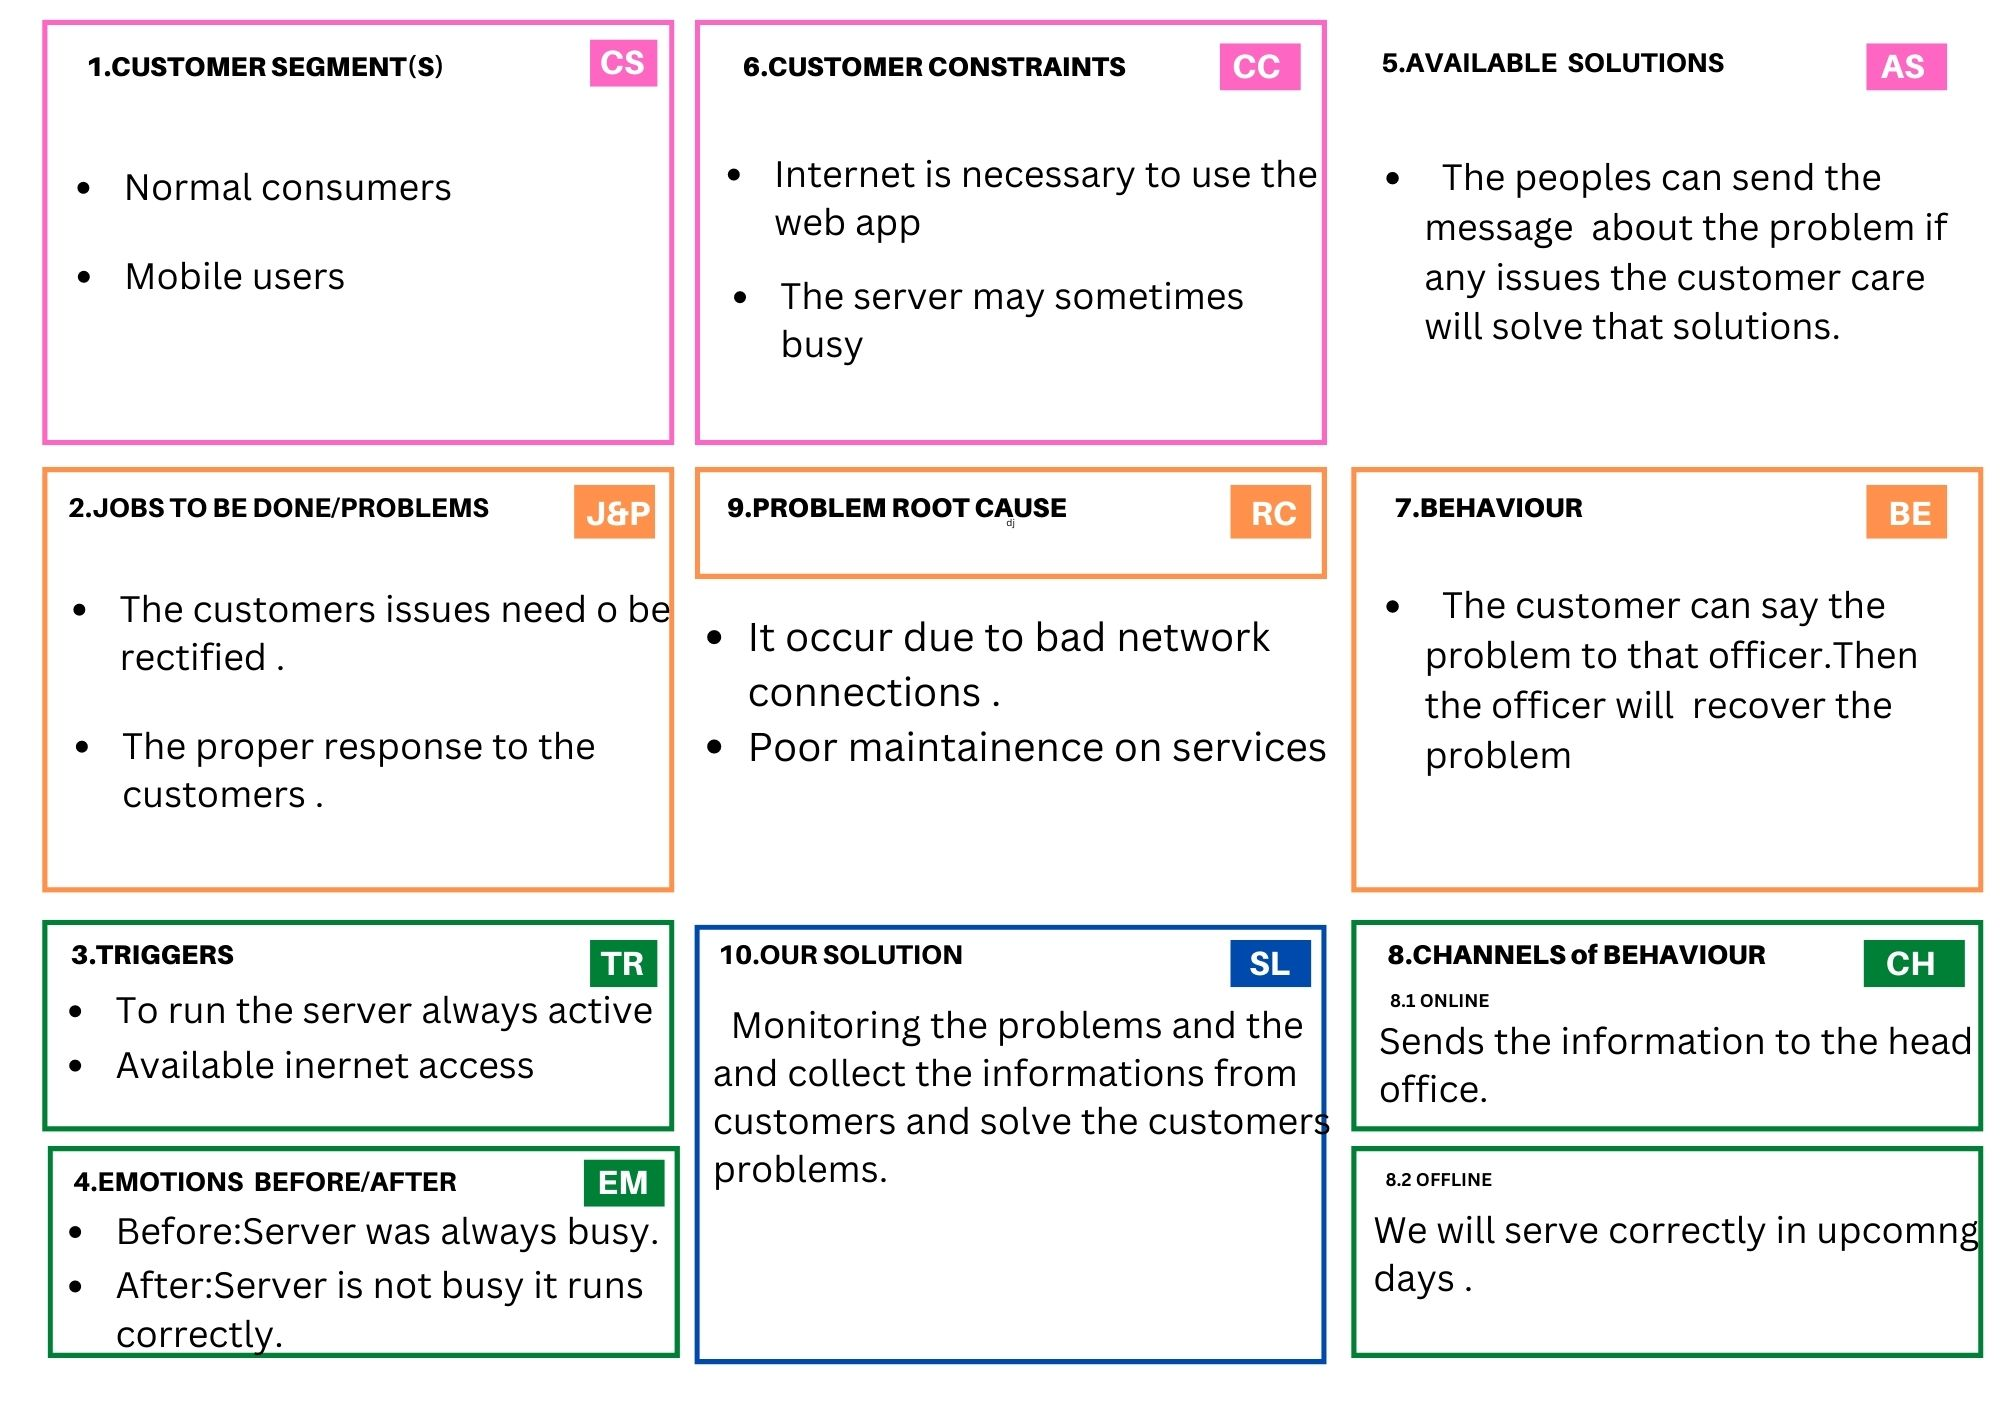 1.CUSTOMER SEGMENT(S)
CS
• Normal consumers
• Mobile users
6.CUSTOMER CONSTRAINTS
CC
• Internet is necessary to use the
web app
• The server may sometimes
busy
5.AVAILABLE SOLUTIONS
AS
• The peoples can send the
message about the problem if
any issues the customer care
will solve that solutions.
2.JOBS TO BE DONE/PROBLEMS
J&P
• The customers issues need o be
rectified .
• The proper response to the
customers .
9.PROBLEM ROOT CAUSE
dj
RC
• It occur due to bad network
connections .
• Poor maintainence on services
7.BEHAVIOUR
BE
• The customer can say the
problem to that officer.Then
the officer will recover the
problem
3.TRIGGERS
TR
• To run the server always active
• Available inernet access
4.EMOTIONS BEFORE/AFTER
EM
• Before:Server was always busy.
• After:Server is not busy it runs
correctly.
10.OUR SOLUTION
SL
Monitoring the problems and the
and collect the informations from
customers and solve the customers
problems.
8.CHANNELS of BEHAVIOUR
CH
8.1 ONLINE
Sends the information to the head
office.
8.2 OFFLINE
We will serve correctly in upcomng
days .